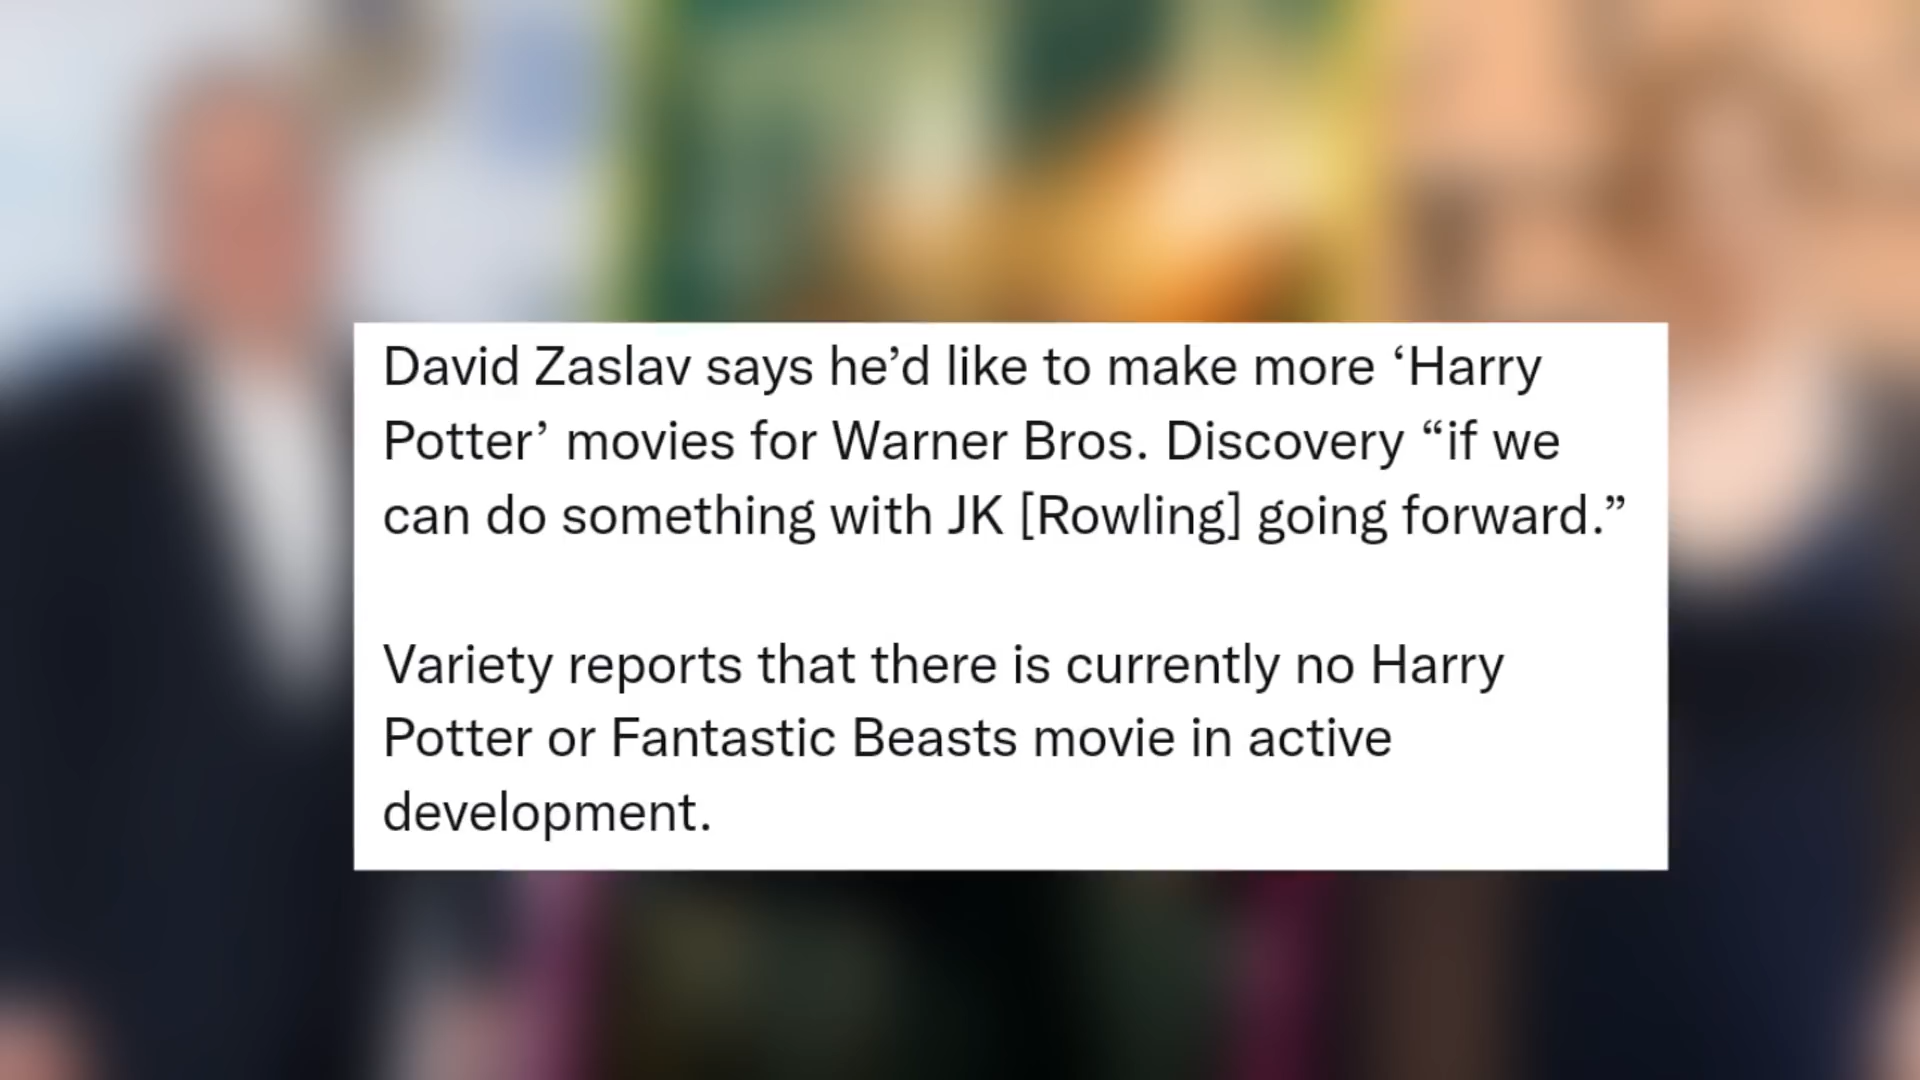 David Zaslav says he’d like to make more ‘Harry
Potter’ movies for Warner Bros. Discovery “if we
can do something with JK [Rowling] going forward.”
Variety reports that there is currently no Harry
Potter or Fantastic Beasts movie in active
development.